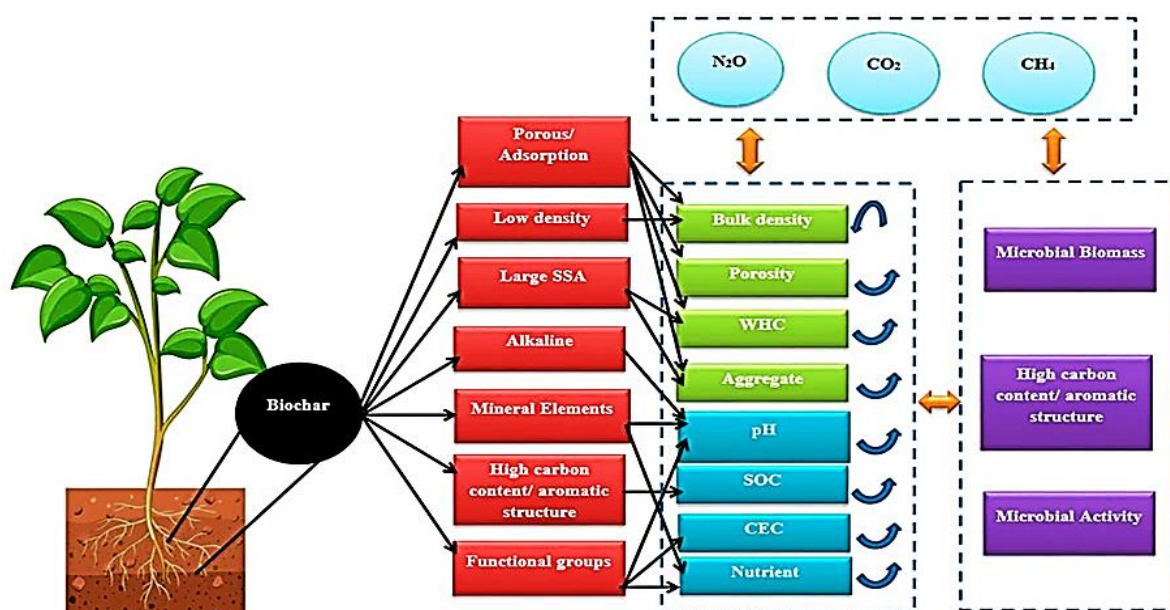 N₂O
CO₂
CH₄
Porous/
Adsorption
Low density
Large SSA
Alkaline
Mineral Elements
High carbon
content/ aromatic
structure
Functional groups
Biochar
Bulk density
Porosity
WHC
Aggregate
pH
SOC
CEC
Nutrient
Microbial Biomass
High carbon
content/ aromatic
structure
Microbial Activity